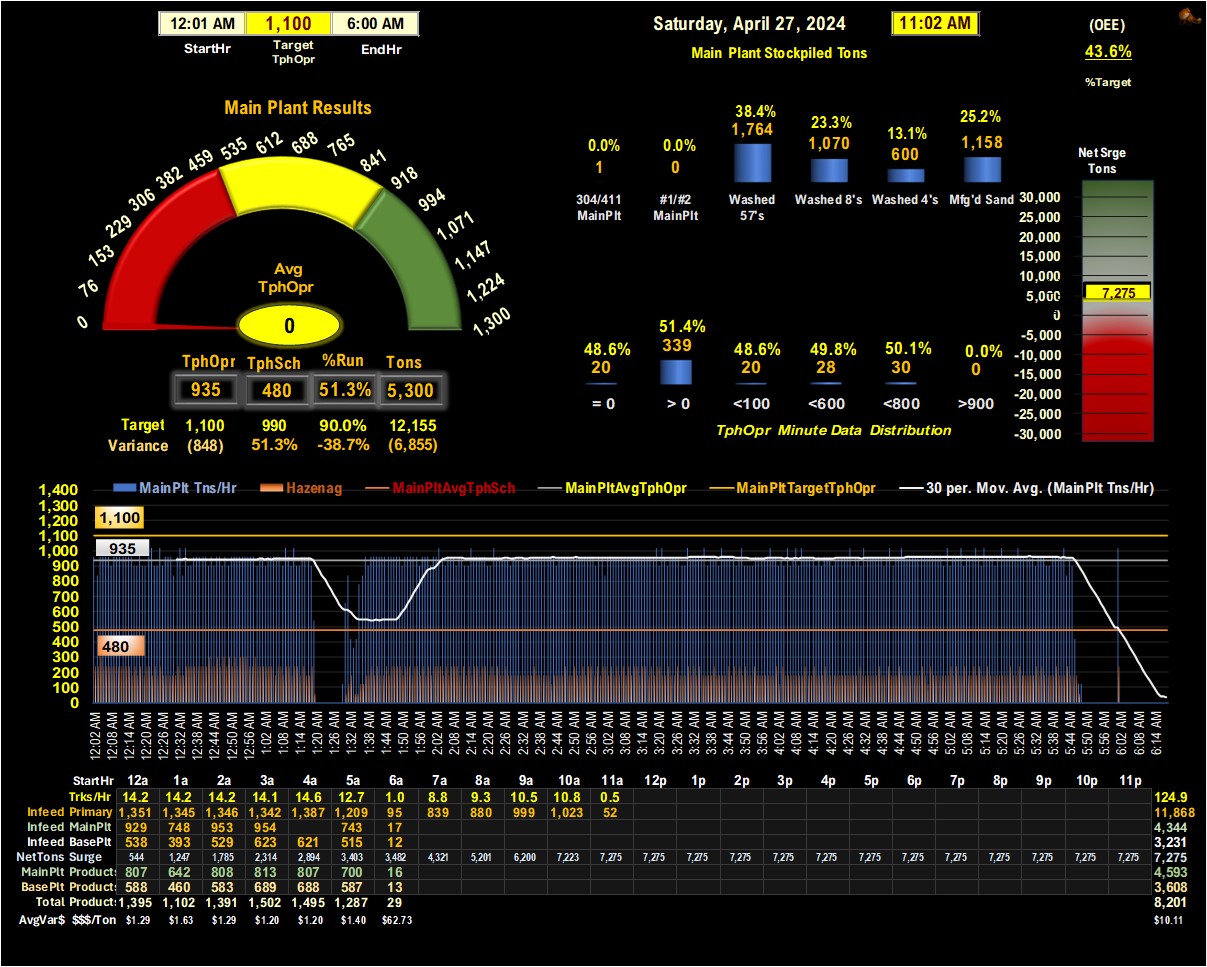 12:01 AM 1,100 6:00 AM
StartHr Target TphOpr EndHr
Saturday, April 27, 2024 11:02 AM
Main Plant Stockpiled Tons
(OEE)
43.6%
%Target
Main Plant Results
0 76 153 229 306 382 459 535 612 688 765 841 918 994 1,071 1,147 1,224 1,300
Avg
TphOpr
0
TphOpr TphSch %Run Tons
935 480 51.3% 5,300
Target 1,100 990 90.0% 12,155
Variance (848) 51.3% -38.7% (6,855)
0.0% 0.0% 38.4% 23.3% 13.1% 25.2%
1 0 1,764 1,070 600 1,158
304/411 MainPlt #1/#2 MainPlt Washed 57's Washed 8's Washed 4's Mfg'd Sand
48.6% 51.4% 48.6% 49.8% 50.1% 0.0%
20 339 20 28 30 0
= 0 > 0 <100 <600 <800 >900
TphOpr Minute Data Distribution
Net Srge
Tons
30,000
25,000
20,000
15,000
10,000
5,000
0
-5,000
-10,000
-15,000
-20,000
-25,000
-30,000
7,275
MainPlt Tns/Hr Hazenag MainPltAvgTphSch MainPltAvgTphOpr MainPltTargetTphOpr 30 per. Mov. Avg. (MainPlt Tns/Hr)
1,400
1,300
1,200
1,100
1,000
900
800
700
600
500
400
300
200
100
0
1,100
935
480
12:02 AM 12:08 AM 12:14 AM 12:20 AM 12:26 AM 12:32 AM 12:38 AM 12:44 AM 12:50 AM 12:56 AM 1:02 AM 1:08 AM 1:14 AM 1:20 AM 1:26 AM 1:32 AM 1:38 AM 1:44 AM 1:50 AM 1:56 AM 2:02 AM 2:08 AM 2:14 AM 2:20 AM 2:26 AM 2:32 AM 2:38 AM 2:44 AM 2:50 AM 2:56 AM 3:02 AM 3:08 AM 3:14 AM 3:20 AM 3:26 AM 3:32 AM 3:38 AM 3:44 AM 3:50 AM 3:56 AM 4:02 AM 4:08 AM 4:14 AM 4:20 AM 4:26 AM 4:32 AM 4:38 AM 4:44 AM 4:50 AM 4:56 AM 5:02 AM 5:08 AM 5:14 AM 5:20 AM 5:26 AM 5:32 AM 5:38 AM 5:44 AM 5:50 AM 5:56 AM 6:02 AM 6:08 AM 6:14 AM
StartHr 12a 1a 2a 3a 4a 5a 6a 7a 8a 9a 10a 11a 12p 1p 2p 3p 4p 5p 6p 7p 8p 9p 10p 11p
Trks/Hr 14.2 14.2 14.2 14.1 14.6 12.7 1.0 8.8 9.3 10.5 10.8 0.5 124.9
Infeed Primary 1,351 1,345 1,346 1,342 1,387 1,209 95 839 880 999 1,023 52 11,868
Infeed MainPlt 929 748 953 954 743 17 4,344
Infeed BasePlt 538 393 529 623 621 515 12 3,231
NetTons Surge 544 1,247 1,785 2,314 2,894 3,403 3,482 4,321 5,201 6,200 7,223 7,275 7,275 7,275 7,275 7,275 7,275 7,275 7,275 7,275 7,275 7,275 7,275 7,275 7,275
MainPlt Products 807 642 808 813 807 700 16 4,593
BasePlt Products 588 460 583 689 688 587 13 3,608
Total Products 1,395 1,102 1,391 1,502 1,495 1,287 29 8,201
AvgVar$ $$$/Ton $1.29 $1.63 $1.29 $1.20 $1.20 $1.40 $62.73 $10.11